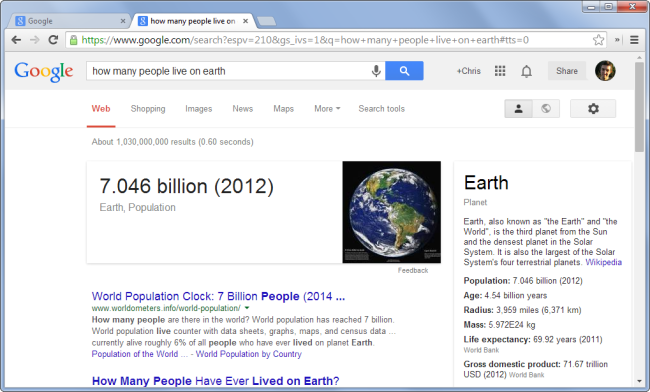 Google
how many people live on
https://www.google.com/search?espv=210&gs_ivs=1&q=how+many+people+live+on+earth#tts=0
Google
how many people live on earth
+Chris
Share
Web Shopping Images News Maps More Search tools
About 1,030,000,000 results (0.60 seconds)
7.046 billion (2012)
Earth, Population
Feedback
World Population Clock: 7 Billion People (2014 ...
www.worldometers.info/world-population/
How many people are there in the world? World population has reached 7 billion.
World population live counter with data sheets, graphs, maps, and census data ...
currently alive roughly 6% of all people who have ever lived on planet Earth.
Population of the World ... - World Population by Country
How Many People Have Ever Lived on Earth?
Earth
Planet
Earth, also known as "the Earth" and "the
World", is the third planet from the Sun
and the densest planet in the Solar
System. It is also the largest of the Solar
System's four terrestrial planets. Wikipedia
Population: 7.046 billion (2012)
Age: 4.54 billion years
Radius: 3,959 miles (6,371 km)
Mass: 5.972E24 kg
Life expectancy: 69.92 years (2011)
World Bank
Gross domestic product: 71.67 trillion
USD (2012) World Bank